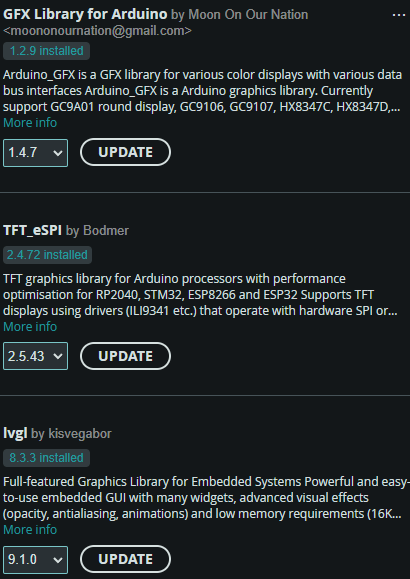 GFX Library for Arduino by Moon On Our Nation ...
<moononournation@gmail.com>
1.2.9 installed
Arduino_GFX is a GFX library for various color displays with various data
bus interfaces Arduino_GFX is a Arduino graphics library. Currently
support GC9A01 round display, GC9106, GC9107, HX8347C, HX8347D,...
More info
1.4.7 UPDATE
TFT_eSPI by Bodmer
2.4.72 installed
TFT graphics library for Arduino processors with performance
optimisation for RP2040, STM32, ESP8266 and ESP32 Supports TFT
displays using drivers (ILI9341 etc.) that operate with hardware SPI or...
More info
2.5.43 UPDATE
lvgl by kisvegabor
8.3.3 installed
Full-featured Graphics Library for Embedded Systems Powerful and easy-
to-use embedded GUI with many widgets, advanced visual effects
(opacity, antialiasing, animations) and low memory requirements (16K...
More info
9.1.0 UPDATE